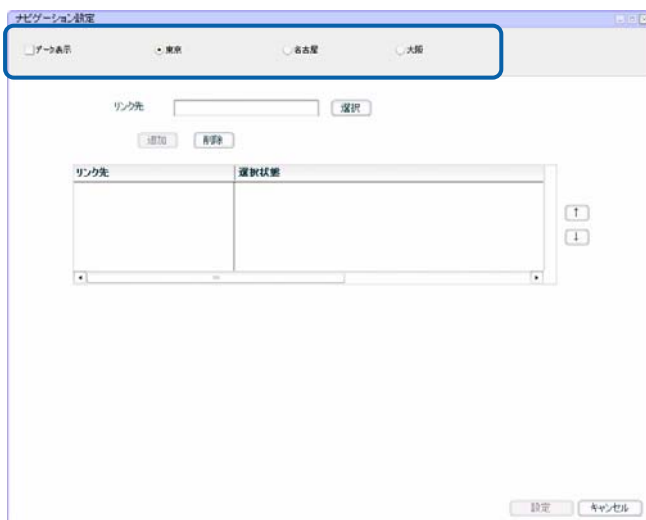 ナビゲーション設定
データ表示 東京 名古屋 大阪
リンク先 選択
追加 削除
リンク先 選択状態
↑
↓
設定 キャンセル